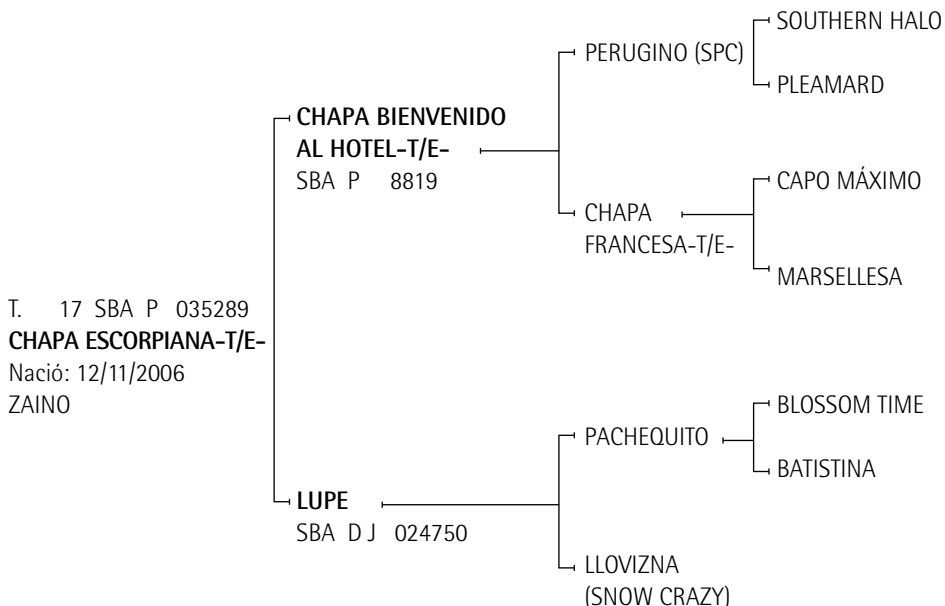 SOUTHERN HALO
PERUGINO (SPC)
PLEAMARD
CHAPA BIENVENIDO
AL HOTEL-T/E-
SBA P 8819
CAPO MÁXIMO
CHAPA
FRANCESA-T/E-
MARSELLESA
T. 17 SBA P 035289
CHAPA ESCORPIANA-T/E-
Nació: 12/11/2006
ZAINO
BLOSSOM TIME
PACHEQUITO
BATISTINA
LUPE
SBA D J 024750
LLOVIZNA
(SNOW CRAZY)